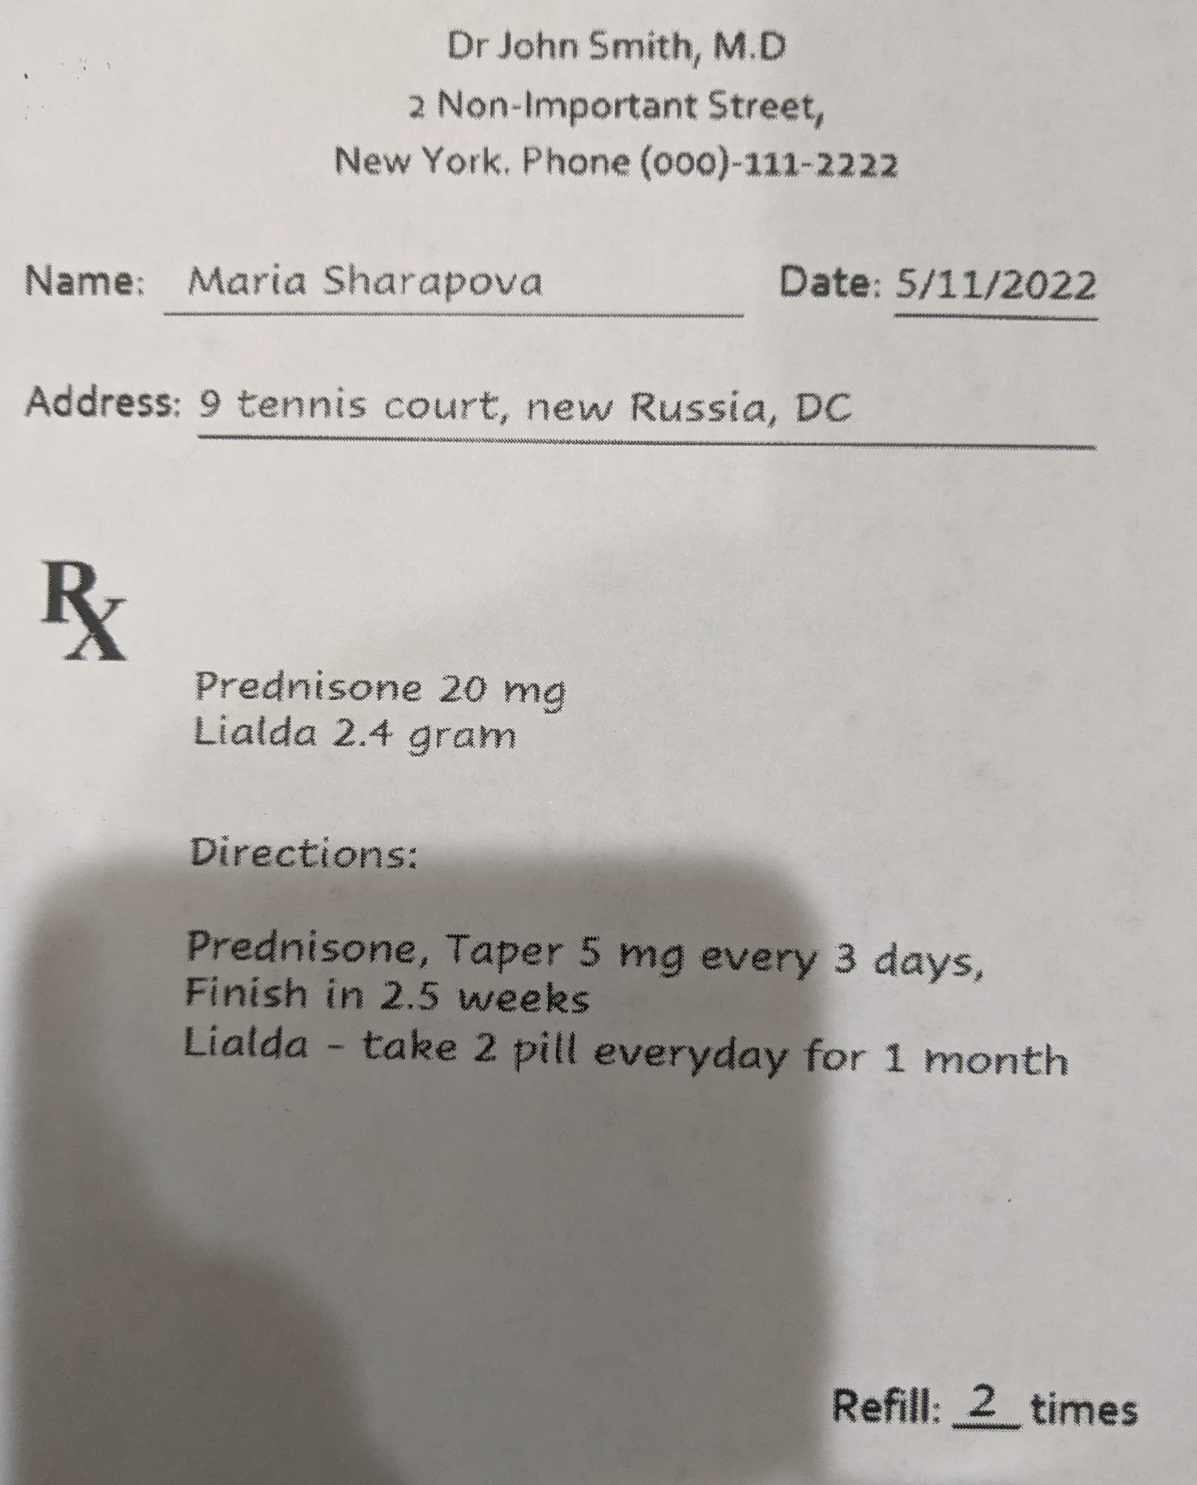 Dr John Smith, M.D
2 Non-Important Street,
New York. Phone (000)-111-2222
Name: Maria Sharapova Date: 5/11/2022
Address: 9 tennis court, new Russia, DC
Rx
Prednisone 20 mg
Lialda 2.4 gram
Directions:
Prednisone, Taper 5 mg every 3 days,
Finish in 2.5 weeks
Lialda - take 2 pill everyday for 1 month
Refill: 2 times